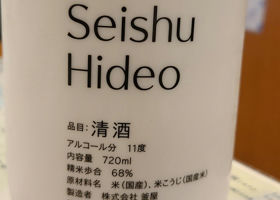 Seishu
Hideo
品目：清酒
アルコール分　11度
内容量　720ml
精米歩合　68%
原材料名　米（国産）、米こうじ（国産米）
製造者　株式会社 釜屋